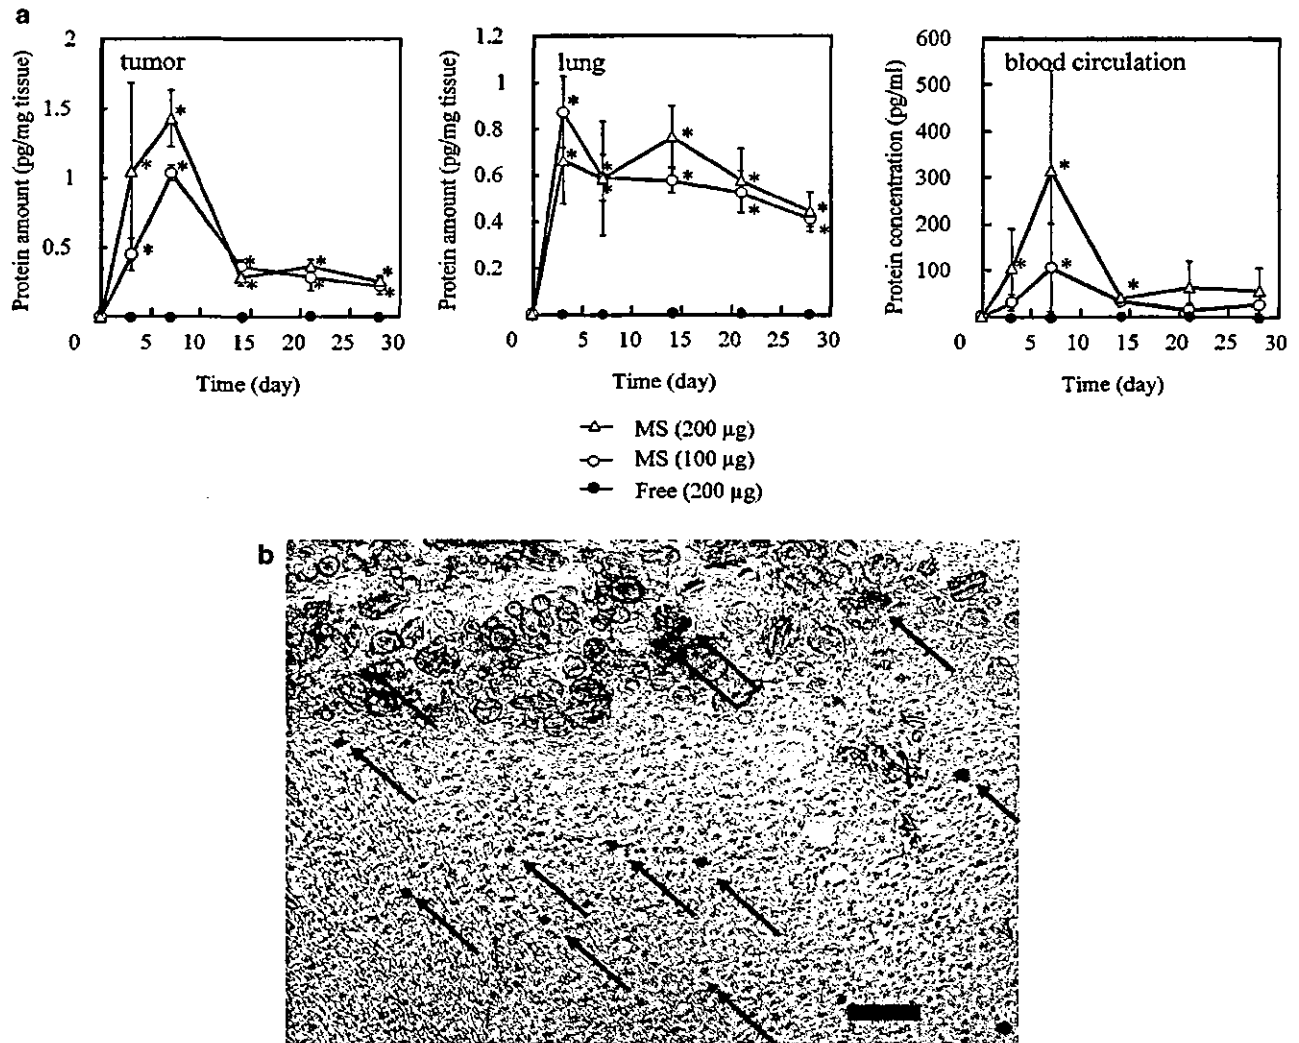 a
tumor
Protein amount (pg/mg tissue)
2
1.5
1
0.5
0 5 10 15 20 25 30
Time (day)
lung
Protein amount (pg/mg tissue)
1.2
1
0.8
0.6
0.4
0.2
0 5 10 15 20 25 30
Time (day)
blood circulation
Protein concentration (pg/ml)
600
500
400
300
200
100
0 5 10 15 20 25 30
Time (day)
MS (200 µg)
MS (100 µg)
Free (200 µg)
b